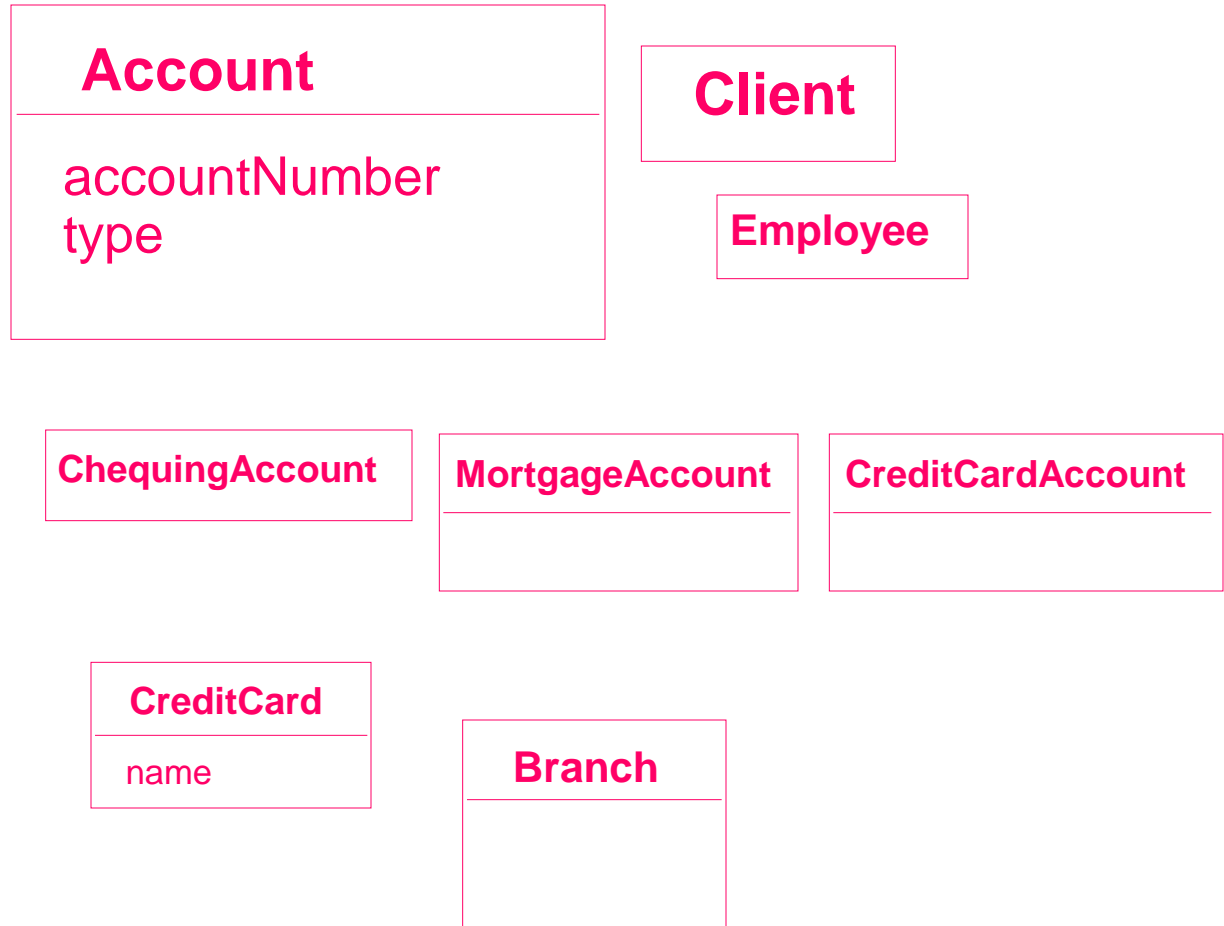 Account
accountNumber
type
Client
Employee
ChequingAccount
MortgageAccount
CreditCardAccount
CreditCard
name
Branch